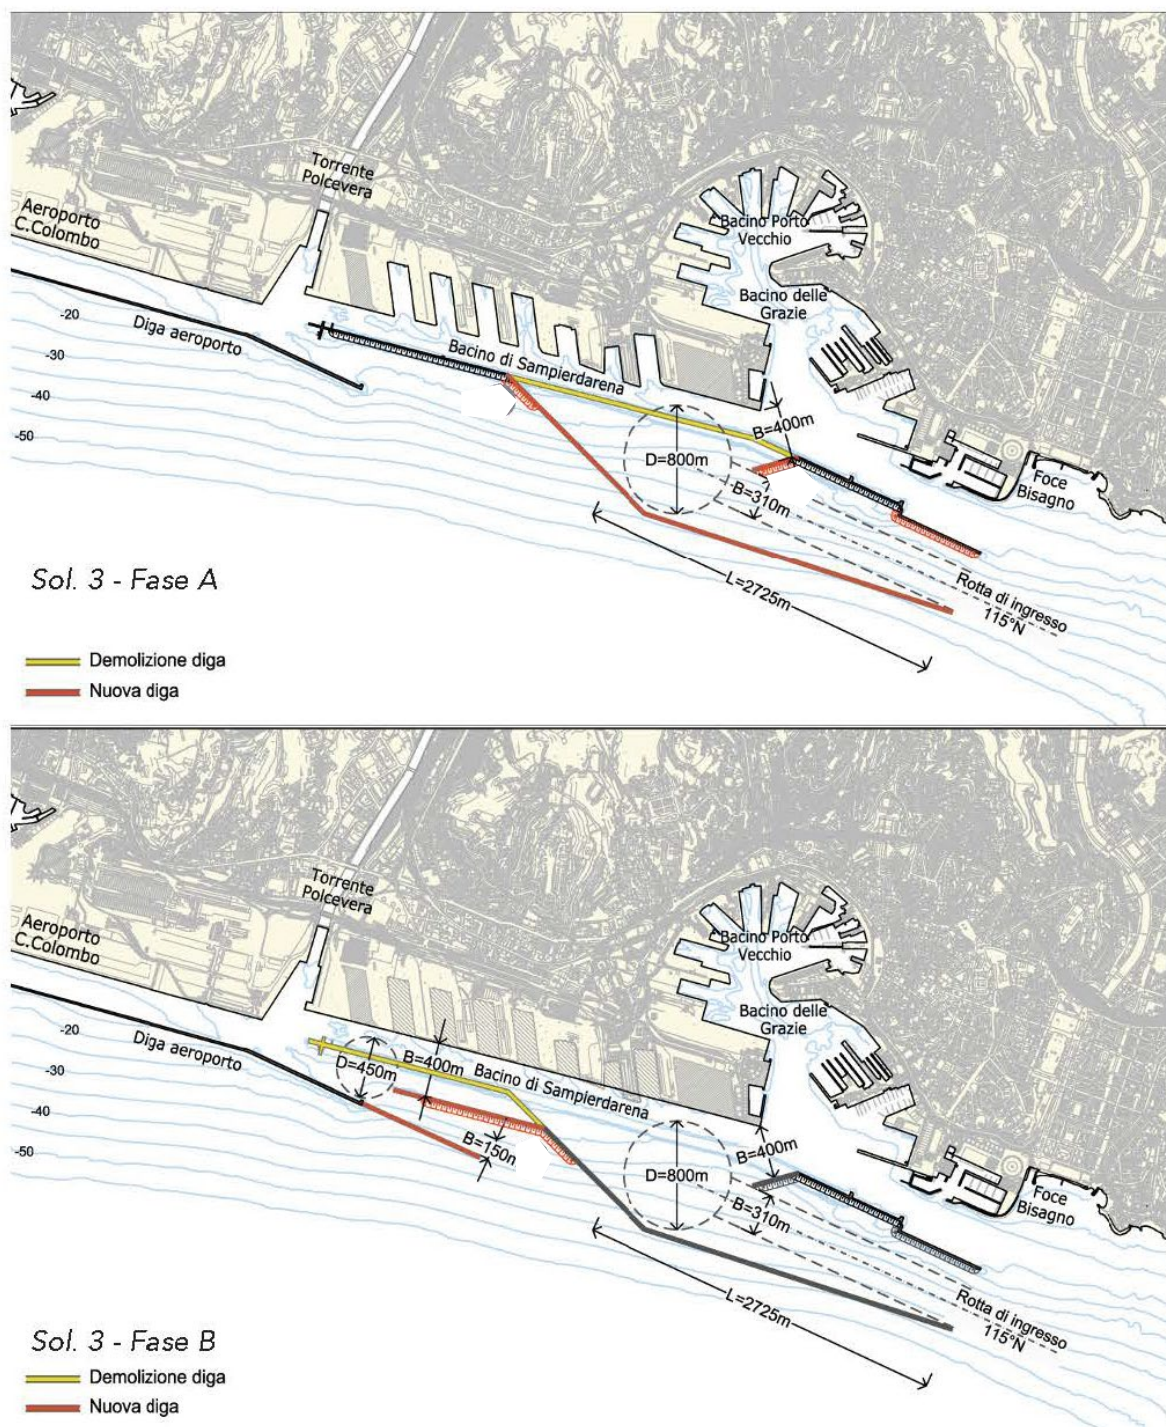 Torrente
Polcevera
Aeroporto
C.Colombo
Bacino Porto
Vecchio
Bacino delle
Grazie
-20
Diga aeroporto
-30
Bacino di Sampierdarena
-40
B=400m
-50
D=800m
B=310m
Foce
Bisagno
Sol. 3 - Fase A
L=2725m
Rotta di ingresso
115°N
Demolizione diga
Nuova diga
Torrente
Polcevera
Aeroporto
C.Colombo
Bacino Porto
Vecchio
Bacino delle
Grazie
-20
Diga aeroporto
-30
D=450m
B=400m
Bacino di Sampierdarena
-40
-50
B=150n
B=400m
D=800m
B=310m
Foce
Bisagno
L=2725m
Rotta di ingresso
115°N
Sol. 3 - Fase B
Demolizione diga
Nuova diga